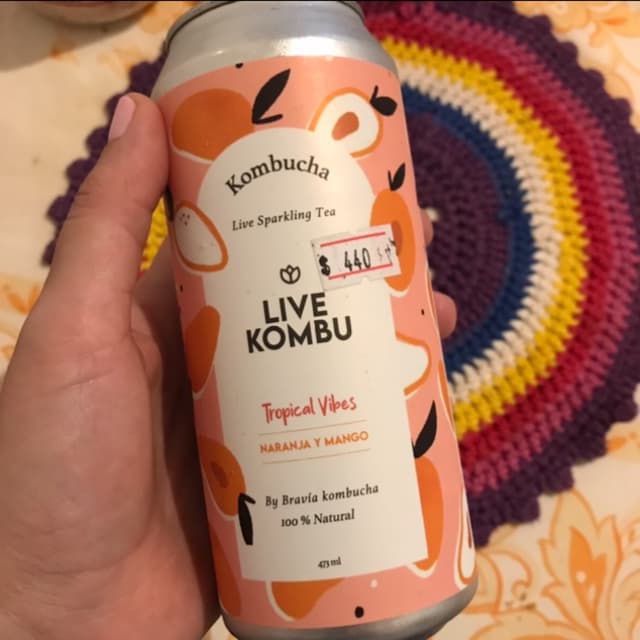 Kombucha
Live Sparkling Tea
$ 440
LIVE
KOMBU
Tropical Vibes
NARANJA Y MANGO
By Bravía kombucha
100 % Natural
473 ml